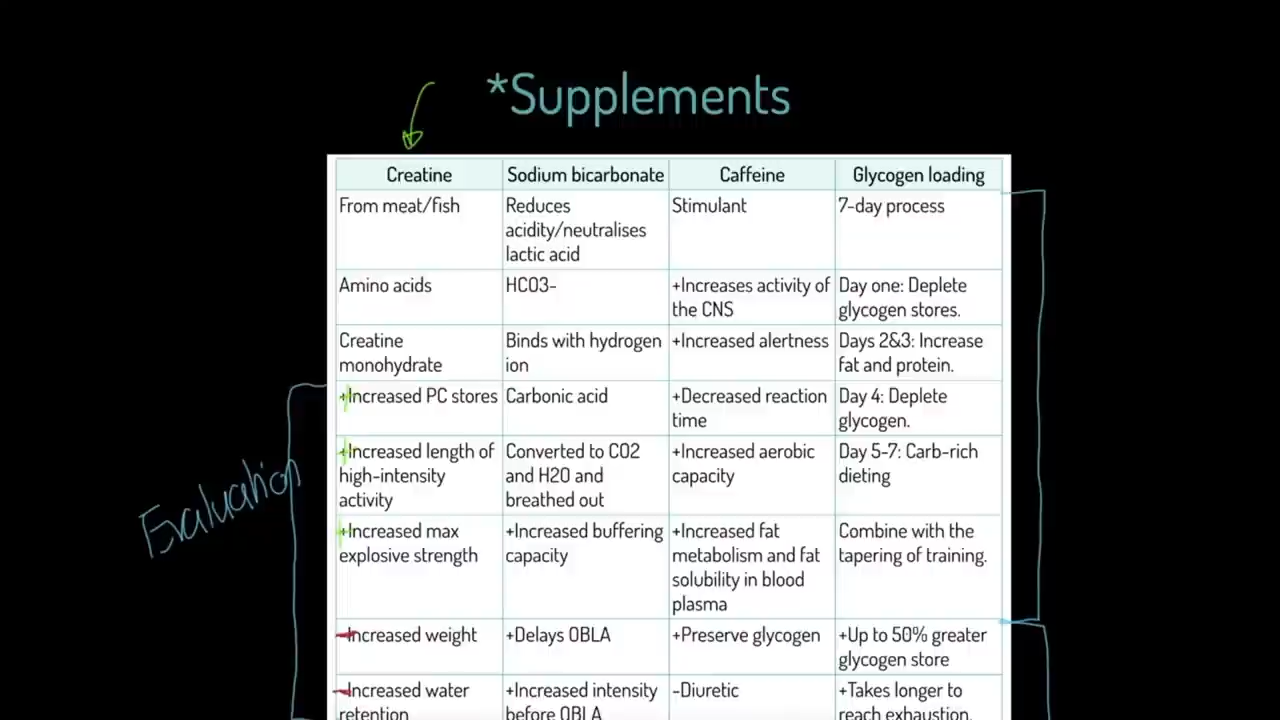 *Supplements
Creatine
Sodium bicarbonate
Caffeine
Glycogen loading
From meat/fish
Reduces
acidity/neutralises
lactic acid
Stimulant
7-day process
Amino acids
HCO3-
+Increases activity of
the CNS
Day one: Deplete
glycogen stores.
Creatine
monohydrate
Binds with hydrogen
ion
+Increased alertness
Days 2&3: Increase
fat and protein.
+Increased PC stores
Carbonic acid
+Decreased reaction
time
Day 4: Deplete
glycogen.
+Increased length of
high-intensity
activity
Converted to CO2
and H2O and
breathed out
+Increased aerobic
capacity
Day 5-7: Carb-rich
dieting
Evaluation
+Increased max
explosive strength
+Increased buffering
capacity
+Increased fat
metabolism and fat
solubility in blood
plasma
Combine with the
tapering of training.
-Increased weight
+Delays OBLA
+Preserve glycogen
+Up to 50% greater
glycogen store
-Increased water
retention
+Increased intensity
before OBLA
-Diuretic
+Takes longer to
reach exhaustion.